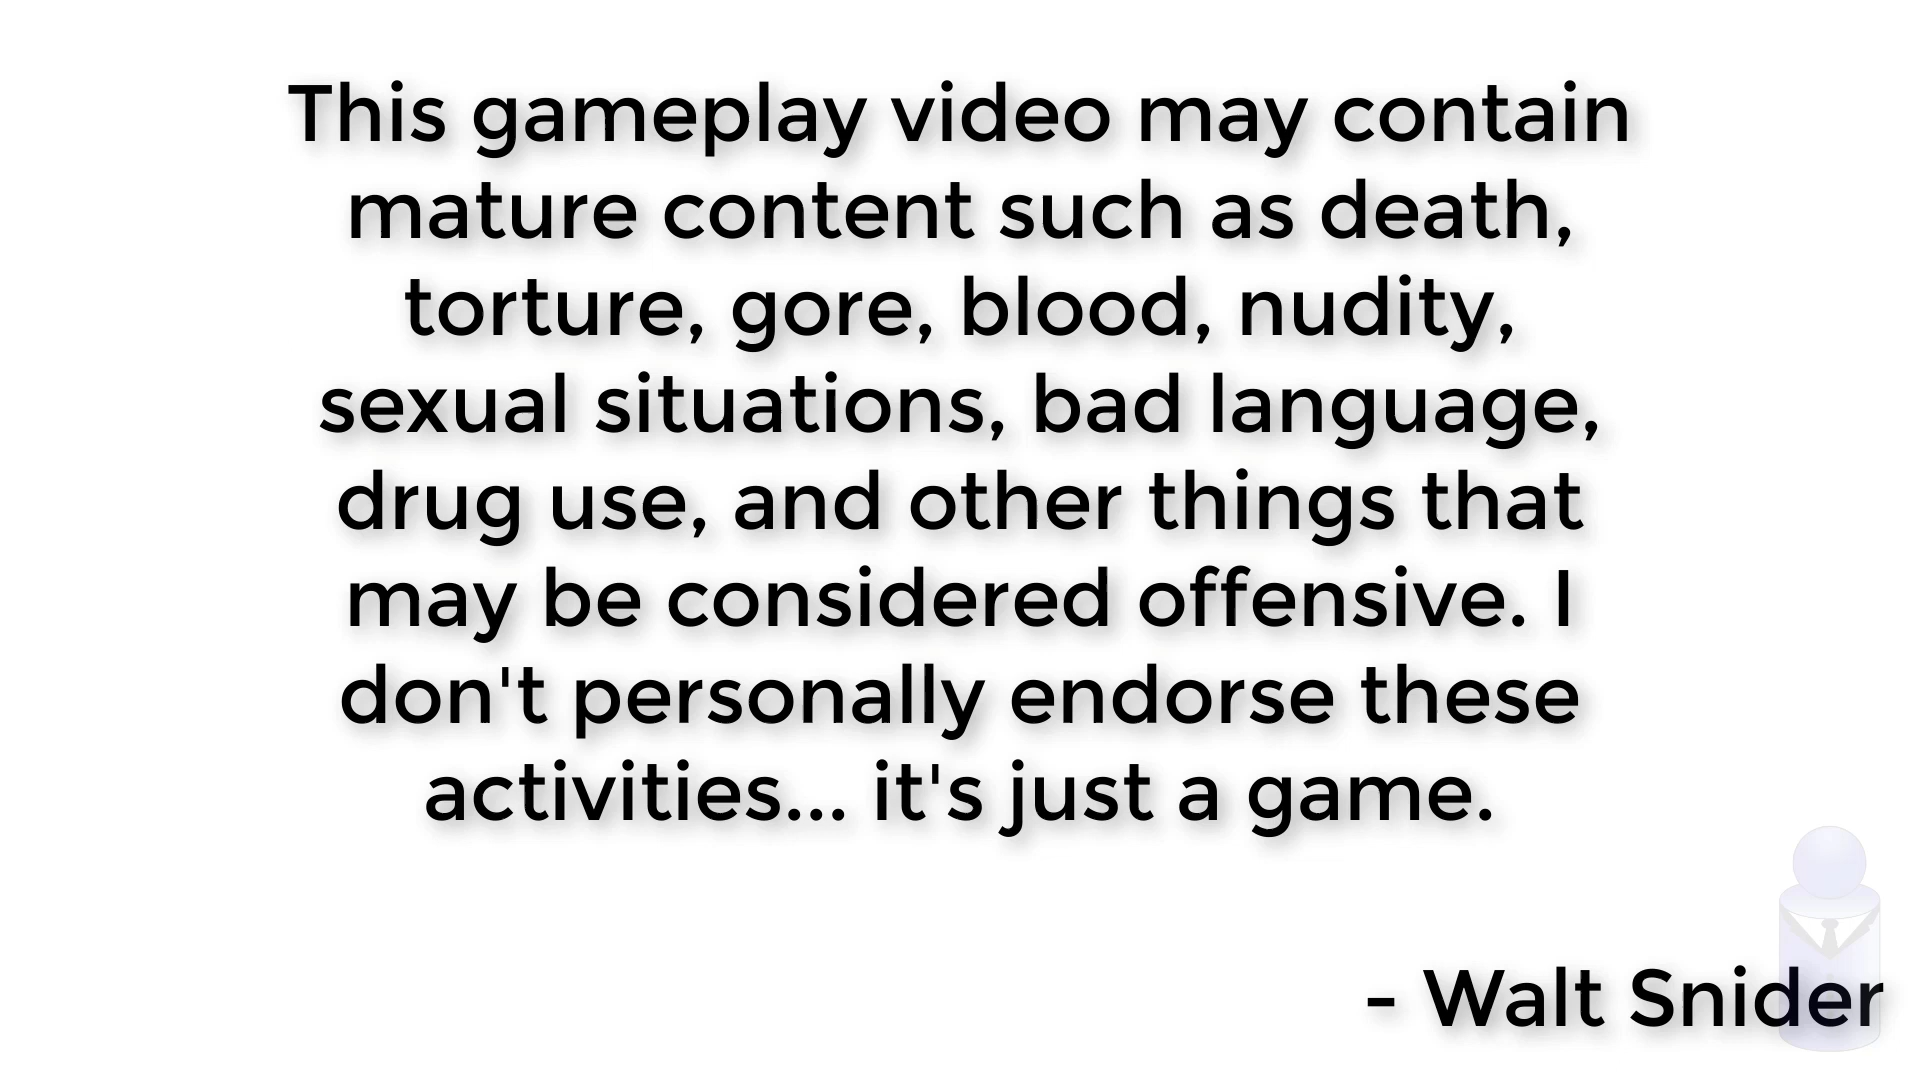 This gameplay video may contain
mature content such as death,
torture, gore, blood, nudity,
sexual situations, bad language,
drug use, and other things that
may be considered offensive. I
don't personally endorse these
activities... it's just a game.
- Walt Snider